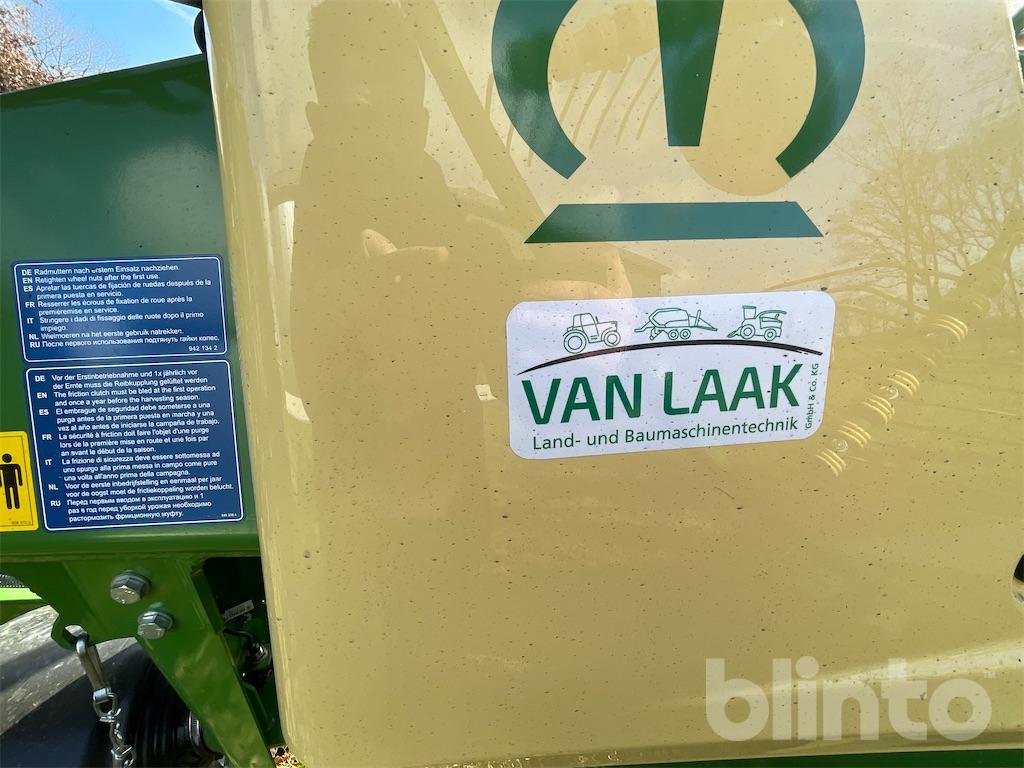 DE Radmuttern nach erstem Einsatz nachziehen.
EN Retighten wheel nuts after the first use.
ES Apretar las tuercas de fijación de ruedas después de la
primera puesta en servicio.
FR Resserrer les écrous de fixation de roue après la
premièremise en service.
IT Stringere i dadi di fissaggio delle ruote dopo il primo
impiego.
NL Wielmoeren na het eerste gebruik natrekken.
RU После первого использования подтянуть гайки колес.
942 134 2
DE Vor der Erstinbetriebnahme und 1x jährlich vor
der Ernte muss die Reibkupplung gelüftet werden
EN The friction clutch must be bled at the first operation
and once a year before the harvesting season.
ES El embrague de seguridad debe someterse a una
purga antes de la primera puesta en marcha y una
vez al año antes de iniciarse la campaña de trabajo.
FR La sécurité à friction doit faire l'objet d'une purge
lors de la première mise en route et une fois par
an avant le début de la saison.
IT La frizione di sicurezza deve essere sottomessa ad
uno spurgo alla prima messa in campo come pure
una volta all'anno prima della campagna.
NL Voor de eerste inbedrijfstelling en eenmaal per jaar
voor de oogst moet de frictiekoppeling worden belucht.
RU Перед первым вводом в эксплуатацию и 1
раз в год перед уборкой урожая необходимо
растормозить фрикционную муфту.
VAN LAAK
GmbH & Co. KG
Land- und Baumaschinentechnik
blinto™